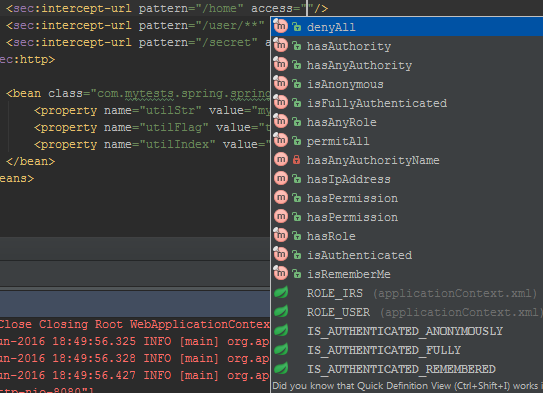 <sec:intercept-url pattern="/home" access=""/>
<sec:intercept-url pattern="/user/**"
<sec:intercept-url pattern="/secret" a
ec:http>
<bean class="com.mytests.spring.spring
<property name="utilStr" value="my
<property name="utilFlag" value="t
<property name="utilIndex" value="
</bean>
eans>
denyAll
hasAuthority
hasAnyAuthority
isAnonymous
isFullyAuthenticated
hasAnyRole
permitAll
hasAnyAuthorityName
hasIpAddress
hasPermission
hasPermission
hasRole
isAuthenticated
isRememberMe
ROLE_IRS (applicationContext.xml)
ROLE_USER (applicationContext.xml)
IS_AUTHENTICATED_ANONYMOUSLY
IS_AUTHENTICATED_FULLY
IS_AUTHENTICATED_REMEMBERED
Did you know that Quick Definition View (Ctrl+Shift+I) works i
Close Closing Root WebApplicationContex
un-2016 18:49:56.325 INFO [main] org.ap
un-2016 18:49:56.328 INFO [main] org.ap
un-2016 18:49:56.427 INFO [main] org.ap
ttp-nio-8080"]